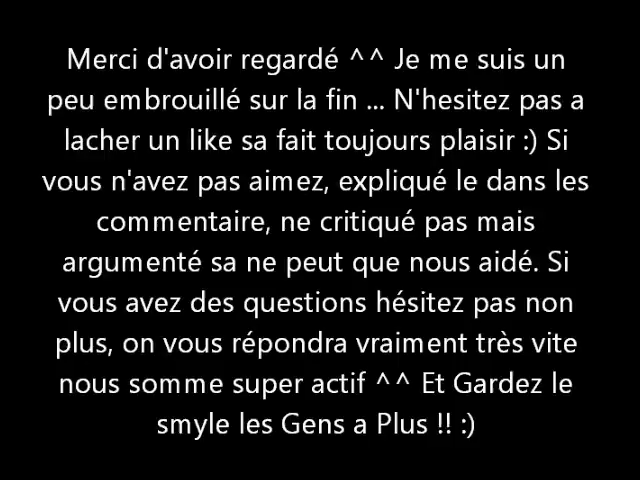 Merci d'avoir regardé ^^ Je me suis un
peu embrouillé sur la fin ... N'hesitez pas a
lacher un like sa fait toujours plaisir :) Si
vous n'avez pas aimez, expliqué le dans les
commentaire, ne critiqué pas mais
argumenté sa ne peut que nous aidé. Si
vous avez des questions hésitez pas non
plus, on vous répondra vraiment très vite
nous somme super actif ^^ Et Gardez le
smyle les Gens a Plus !! :)